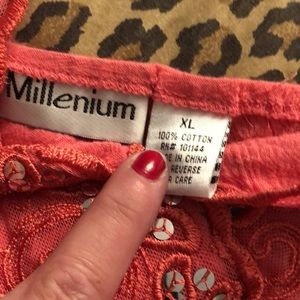 Millenium
XL
100% COTTON
RN# 101144
MADE IN CHINA
REVERSE
CARE